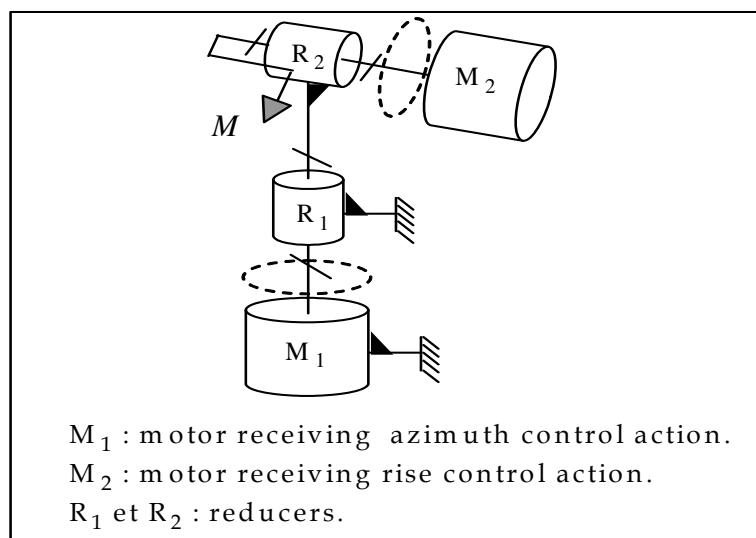 R2
M2
M
R1
M1
M1 : motor receiving azimuth control action.
M2 : motor receiving rise control action.
R1 et R2 : reducers.